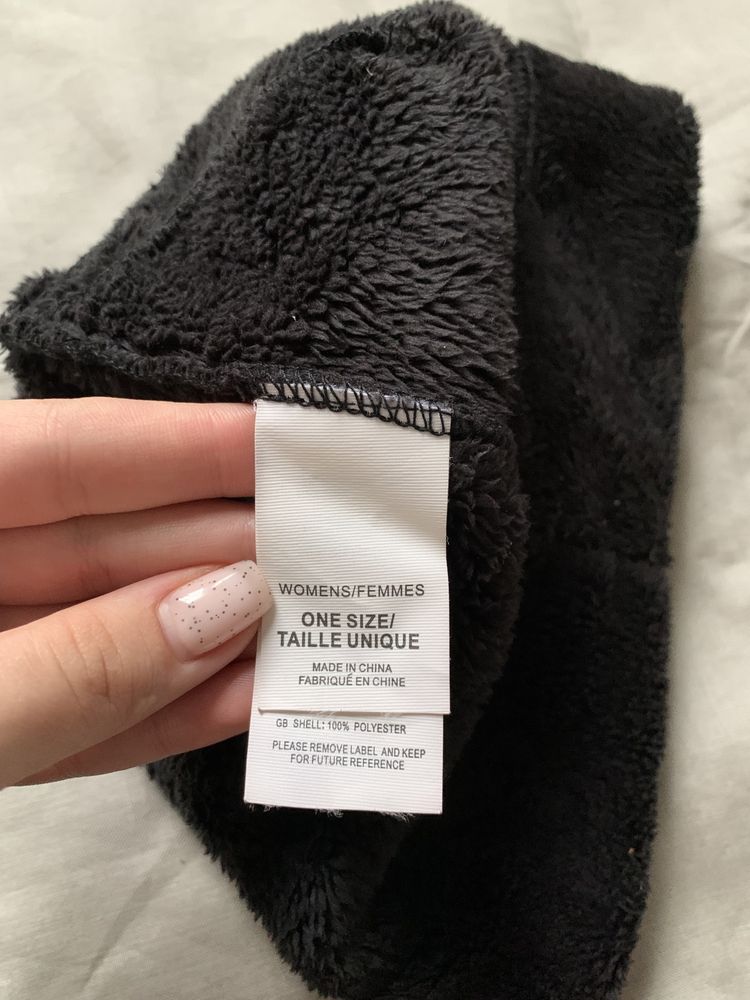 WOMENS/FEMMES
ONE SIZE/
TAILLE UNIQUE
MADE IN CHINA
FABRIQUÉ EN CHINE
GB SHELL: 100% POLYESTER
PLEASE REMOVE LABEL AND KEEP
FOR FUTURE REFERENCE